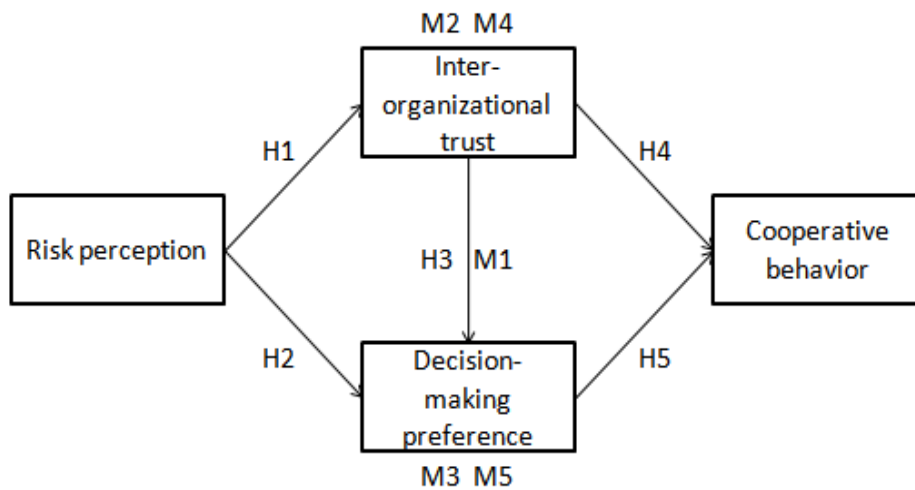 M2 M4
Inter-
organizational
trust
H1
H4
Risk perception
H3 M1
Cooperative
behavior
H2
H5
Decision-
making
preference
M3 M5